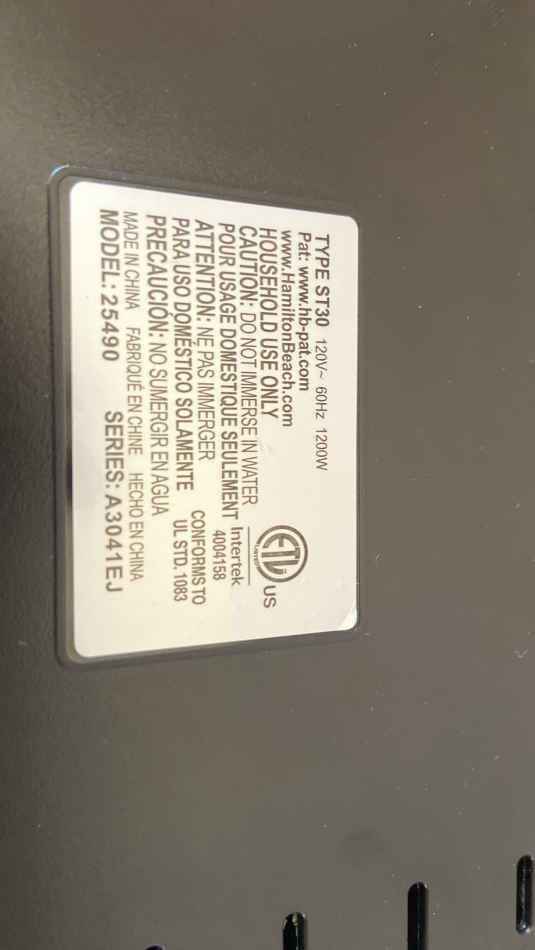 TYPE ST30 120V~ 60Hz 1200W
Pat: www.hb-pat.com
www.HamiltonBeach.com
HOUSEHOLD USE ONLY
CAUTION: DO NOT IMMERSE IN WATER
POUR USAGE DOMESTIQUE SEULEMENT
ATTENTION: NE PAS IMMERGER
PARA USO DOMÉSTICO SOLAMENTE
PRECAUCIÓN: NO SUMERGIR EN AGUA
MADE IN CHINA FABRIQUÉ EN CHINE HECHO EN CHINA
MODEL: 25490 SERIES: A3041EJ
ETL US
Intertek
4004158
CONFORMS TO
UL STD. 1083